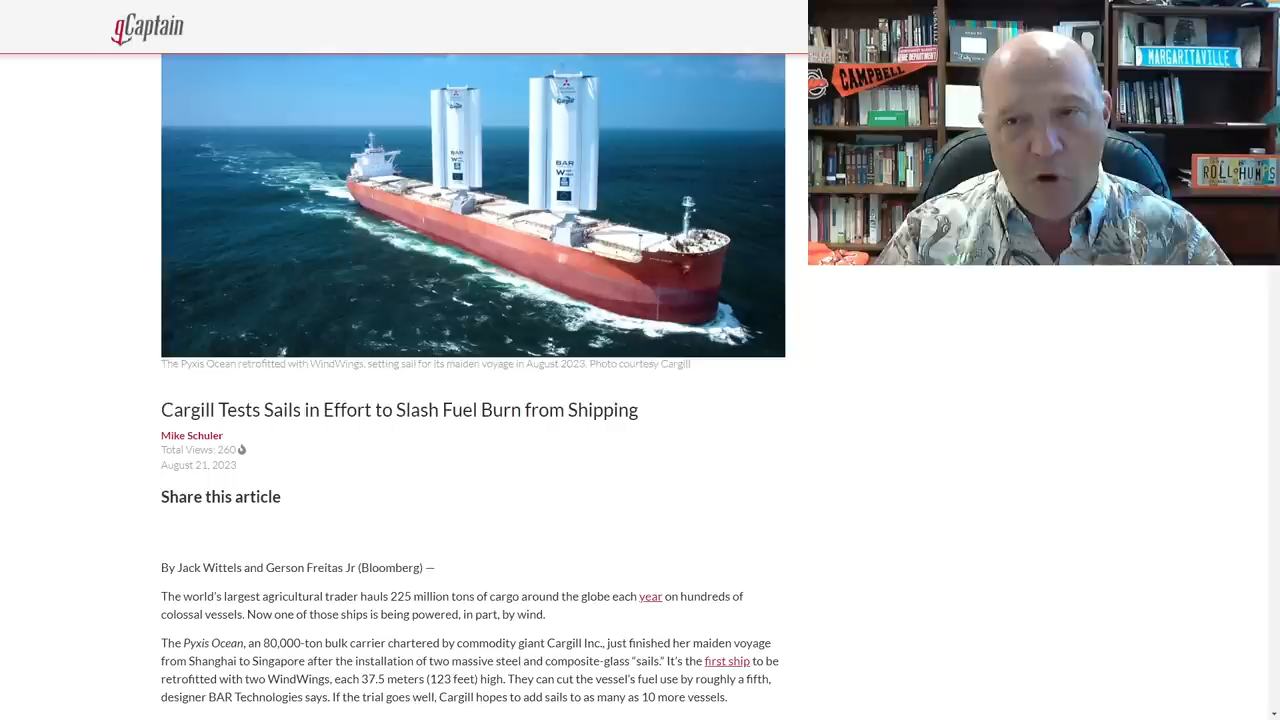 gCaptain
BAR
BAR
CAMPBELL
MARGARITAVILLE
ROLL HUMPS
The Pyxis Ocean retrofitted with WindWings, setting sail for its maiden voyage in August 2023. Photo courtesy Cargill
Cargill Tests Sails in Effort to Slash Fuel Burn from Shipping
Mike Schuler
Total Views: 260
August 21, 2023
Share this article
By Jack Wittels and Gerson Freitas Jr (Bloomberg) —
The world's largest agricultural trader hauls 225 million tons of cargo around the globe each year on hundreds of
colossal vessels. Now one of those ships is being powered, in part, by wind.
The Pyxis Ocean, an 80,000-ton bulk carrier chartered by commodity giant Cargill Inc., just finished her maiden voyage
from Shanghai to Singapore after the installation of two massive steel and composite-glass “sails.” It's the first ship to be
retrofitted with two WindWings, each 37.5 meters (123 feet) high. They can cut the vessel's fuel use by roughly a fifth,
designer BAR Technologies says. If the trial goes well, Cargill hopes to add sails to as many as 10 more vessels.